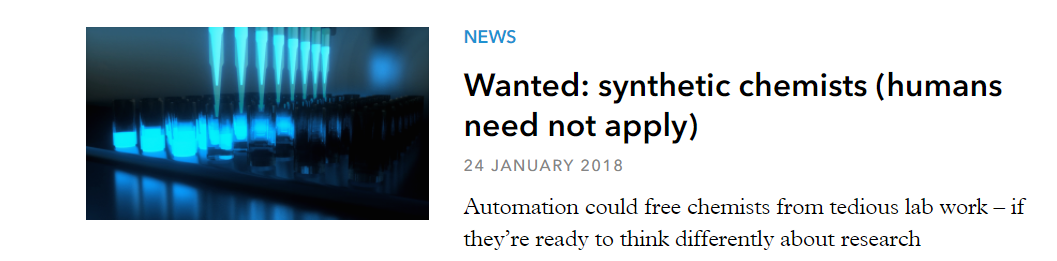 NEWS
Wanted: synthetic chemists (humans
need not apply)
24 JANUARY 2018
Automation could free chemists from tedious lab work – if
they’re ready to think differently about research